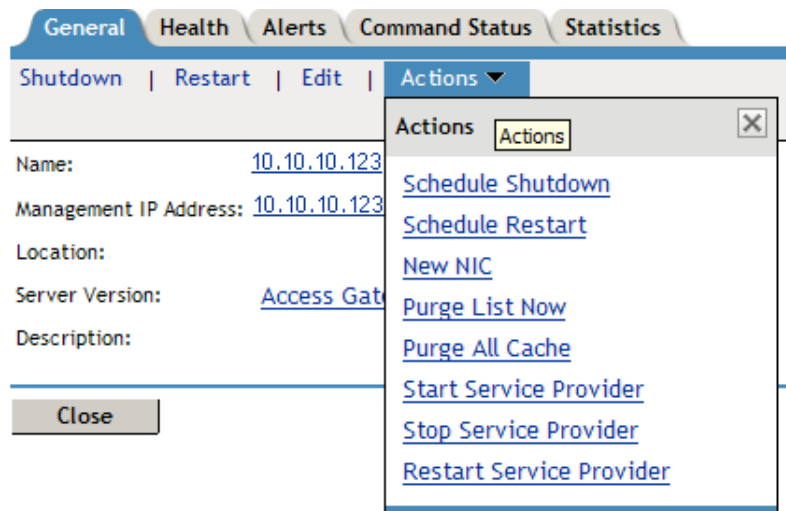 General Health Alerts Command Status Statistics
Shutdown | Restart | Edit | Actions
Actions Actions
Name: 10.10.10.123
Management IP Address: 10.10.10.123
Location:
Server Version: Access
Description:
Close
Schedule Shutdown
Schedule Restart
New NIC
Purge List Now
Purge All Cache
Start Service Provider
Stop Service Provider
Restart Service Provider